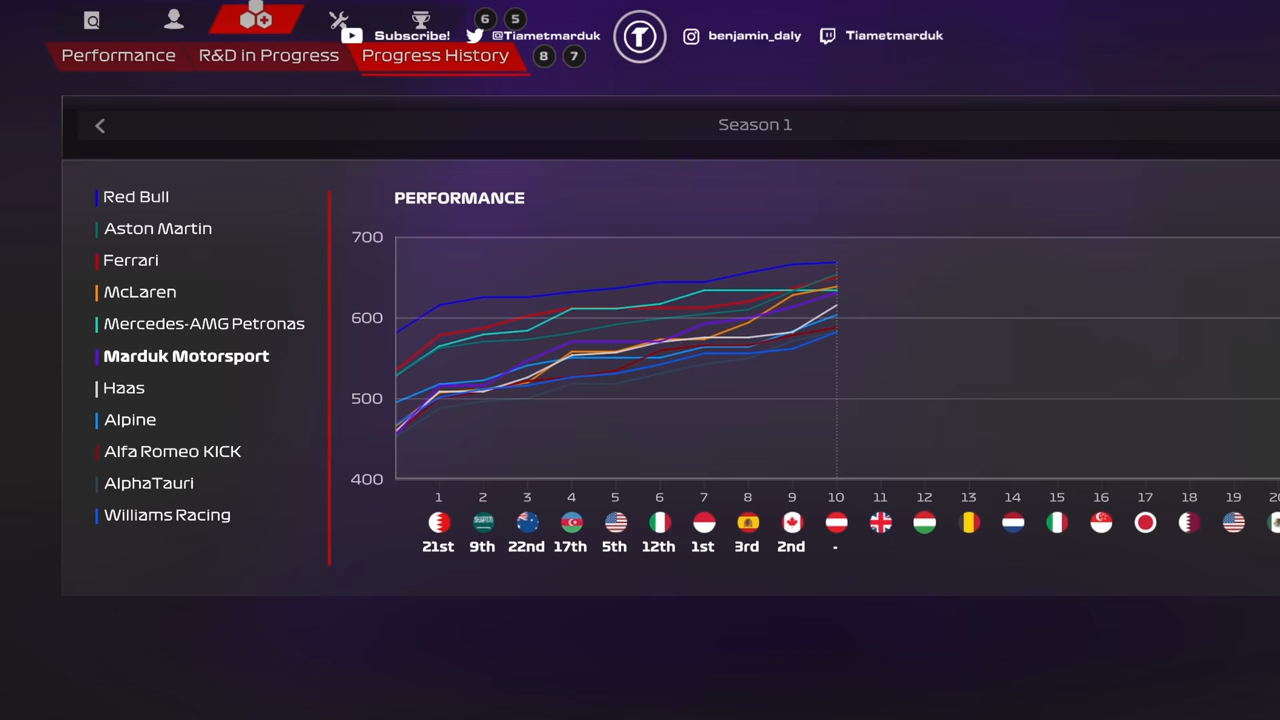 6 5
Subscribe! @Tiametmarduk T benjamin_daly Tiametmarduk
Performance R&D in Progress Progress History 8 7
Season 1
Red Bull
Aston Martin
Ferrari
McLaren
Mercedes-AMG Petronas
Marduk Motorsport
Haas
Alpine
Alfa Romeo KICK
AlphaTauri
Williams Racing
PERFORMANCE
700
600
500
400
1 2 3 4 5 6 7 8 9 10 11 12 13 14 15 16 17 18 19 20
21st 9th 22nd 17th 5th 12th 1st 3rd 2nd -